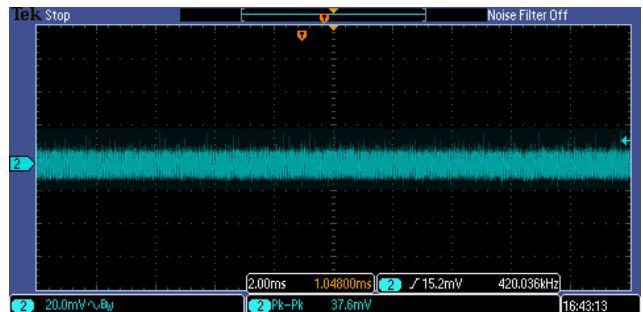 Tek Stop Noise Filter Off
T
T
2
2.00ms 1.04800ms 2 15.2mV 420.036kHz
2 20.0mV BW 2 Pk-Pk 37.6mV 16:43:13